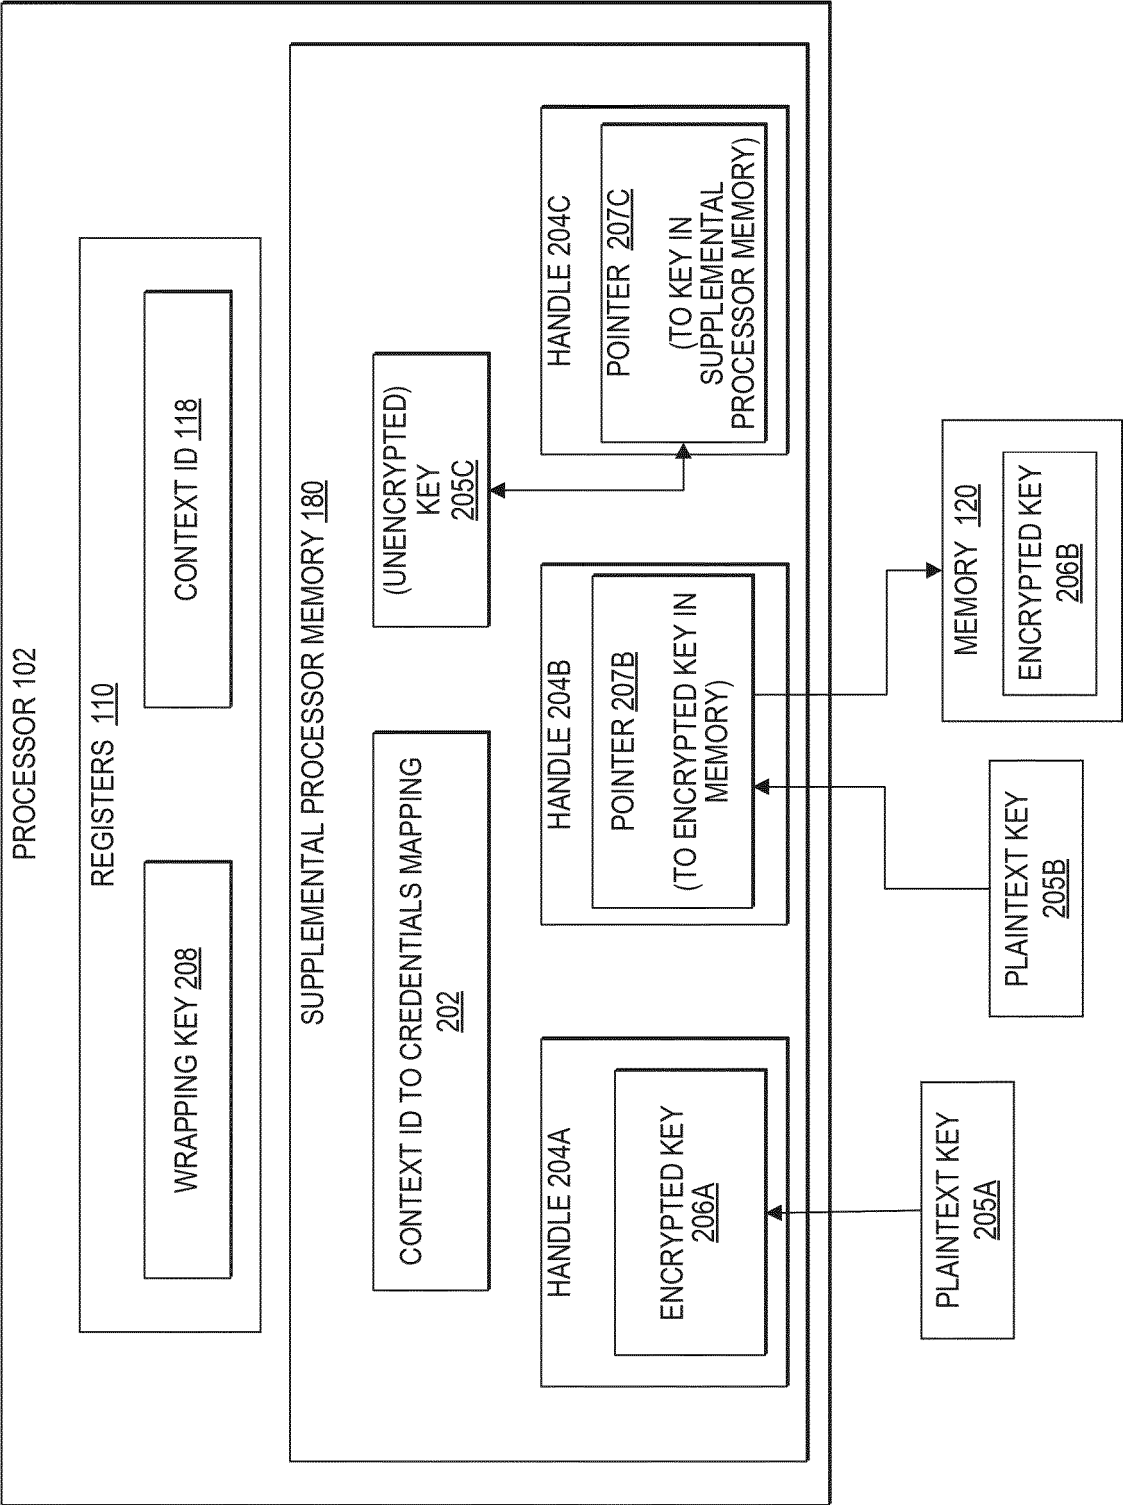 PROCESSOR 102
REGISTERS 110
WRAPPING KEY 208
CONTEXT ID 118
SUPPLEMENTAL PROCESSOR MEMORY 180
CONTEXT ID TO CREDENTIALS MAPPING
202
(UNENCRYPTED)
KEY
205C
HANDLE 204A
ENCRYPTED KEY
206A
HANDLE 204B
POINTER 207B
(TO ENCRYPTED KEY IN
MEMORY)
HANDLE 204C
POINTER 207C
(TO KEY IN
SUPPLEMENTAL
PROCESSOR MEMORY)
PLAINTEXT KEY
205A
PLAINTEXT KEY
205B
MEMORY 120
ENCRYPTED KEY
206B